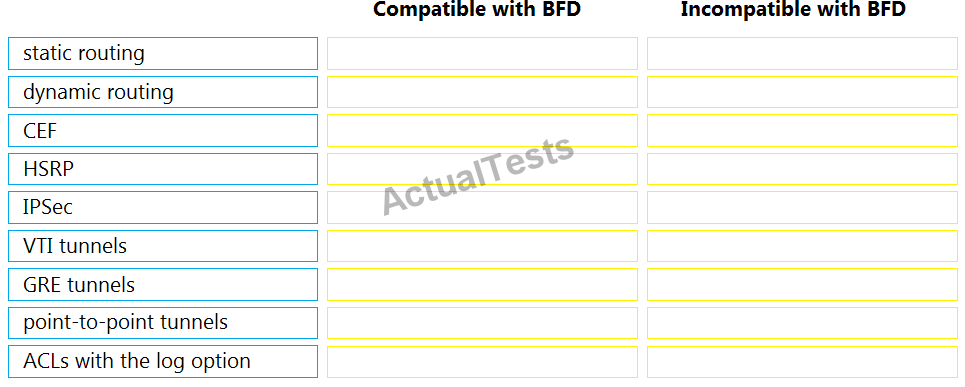 Compatible with BFD
Incompatible with BFD
static routing
dynamic routing
CEF
HSRP
IPSec
VTI tunnels
GRE tunnels
point-to-point tunnels
ACLs with the log option
ActualTests